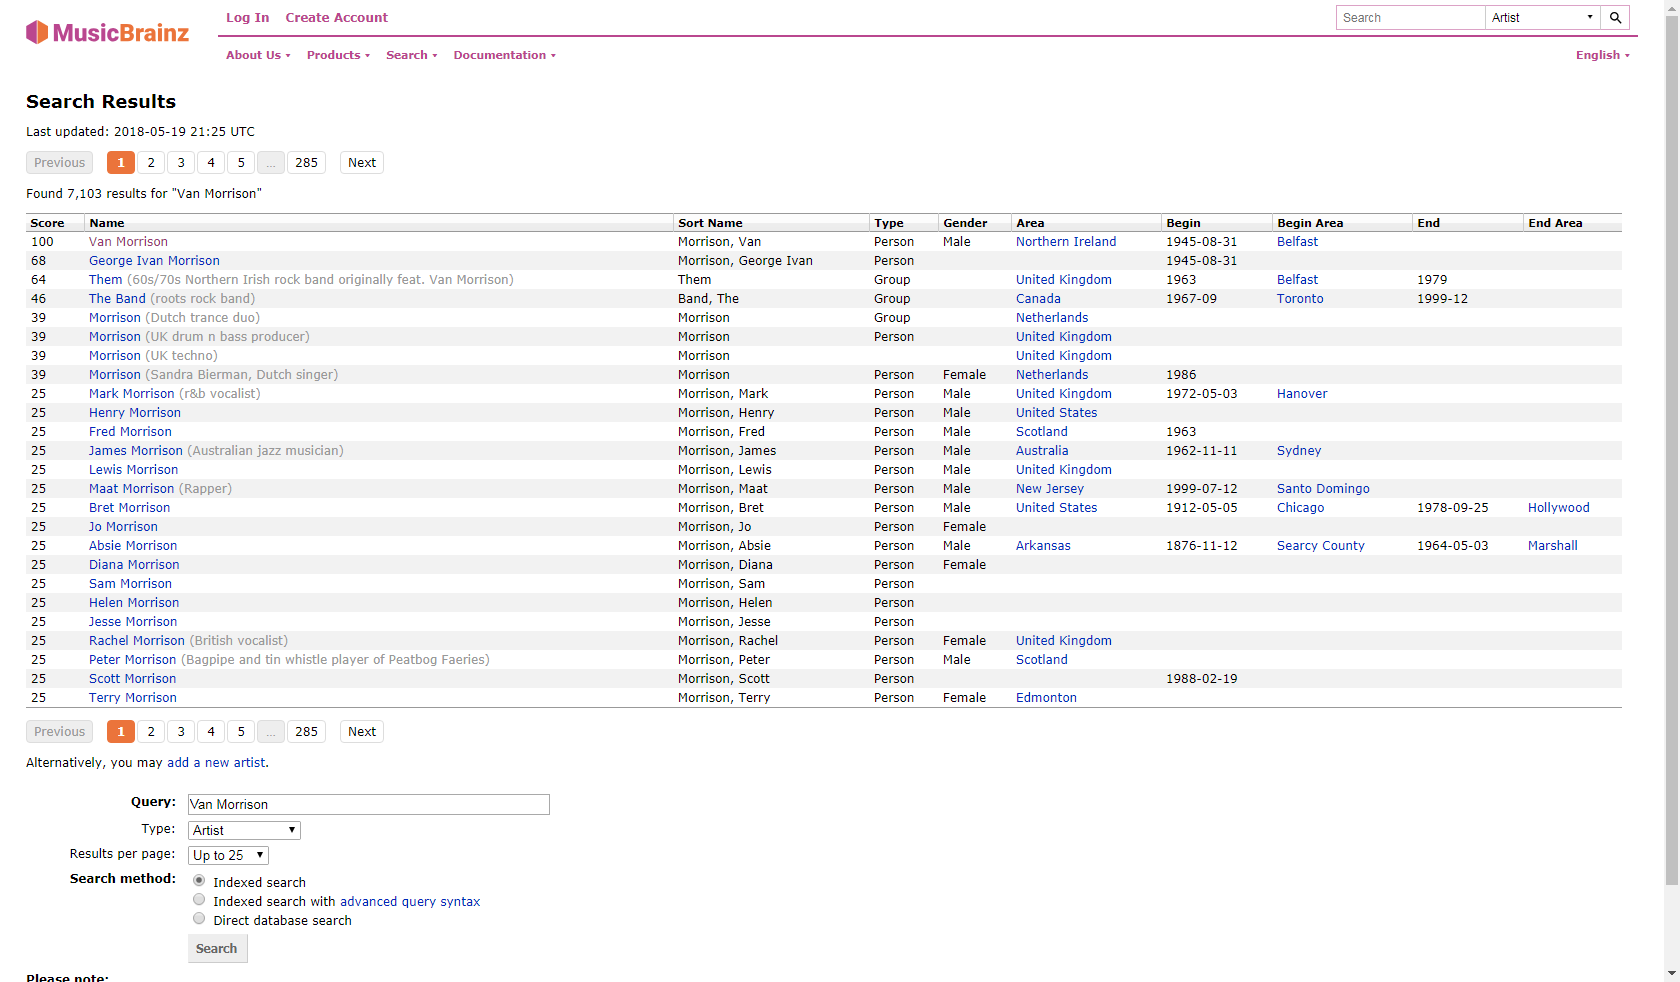 MusicBrainz
Log In Create Account
Search Artist
About Us Products Search Documentation English
Search Results
Last updated: 2018-05-19 21:25 UTC
Previous 1 2 3 4 5 ... 285 Next
Found 7,103 results for "Van Morrison"
Score Name Sort Name Type Gender Area Begin Begin Area End End Area
100 Van Morrison Morrison, Van Person Male Northern Ireland 1945-08-31 Belfast
68 George Ivan Morrison Morrison, George Ivan Person 1945-08-31
64 Them (60s/70s Northern Irish rock band originally feat. Van Morrison) Them Group United Kingdom 1963 Belfast 1979
46 The Band (roots rock band) Band, The Group Canada 1967-09 Toronto 1999-12
39 Morrison (Dutch trance duo) Morrison Group Netherlands
39 Morrison (UK drum n bass producer) Morrison Person United Kingdom
39 Morrison (UK techno) Morrison United Kingdom
39 Morrison (Sandra Bierman, Dutch singer) Morrison Person Female Netherlands 1986
25 Mark Morrison (r&b vocalist) Morrison, Mark Person Male United Kingdom 1972-05-03 Hanover
25 Henry Morrison Morrison, Henry Person Male United States
25 Fred Morrison Morrison, Fred Person Male Scotland 1963
25 James Morrison (Australian jazz musician) Morrison, James Person Male Australia 1962-11-11 Sydney
25 Lewis Morrison Morrison, Lewis Person Male United Kingdom
25 Maat Morrison (Rapper) Morrison, Maat Person Male New Jersey 1999-07-12 Santo Domingo
25 Bret Morrison Morrison, Bret Person Male United States 1912-05-05 Chicago 1978-09-25 Hollywood
25 Jo Morrison Morrison, Jo Person Female
25 Absie Morrison Morrison, Absie Person Male Arkansas 1876-11-12 Searcy County 1964-05-03 Marshall
25 Diana Morrison Morrison, Diana Person Female
25 Sam Morrison Morrison, Sam Person
25 Helen Morrison Morrison, Helen Person
25 Jesse Morrison Morrison, Jesse Person
25 Rachel Morrison (British vocalist) Morrison, Rachel Person Female United Kingdom
25 Peter Morrison (Bagpipe and tin whistle player of Peatbog Faeries) Morrison, Peter Person Male Scotland
25 Scott Morrison Morrison, Scott Person 1988-02-19
25 Terry Morrison Morrison, Terry Person Female Edmonton
Previous 1 2 3 4 5 ... 285 Next
Alternatively, you may add a new artist.
Query: Van Morrison
Type: Artist
Results per page: Up to 25
Search method: Indexed search
Indexed search with advanced query syntax
Direct database search
Search
Please note: